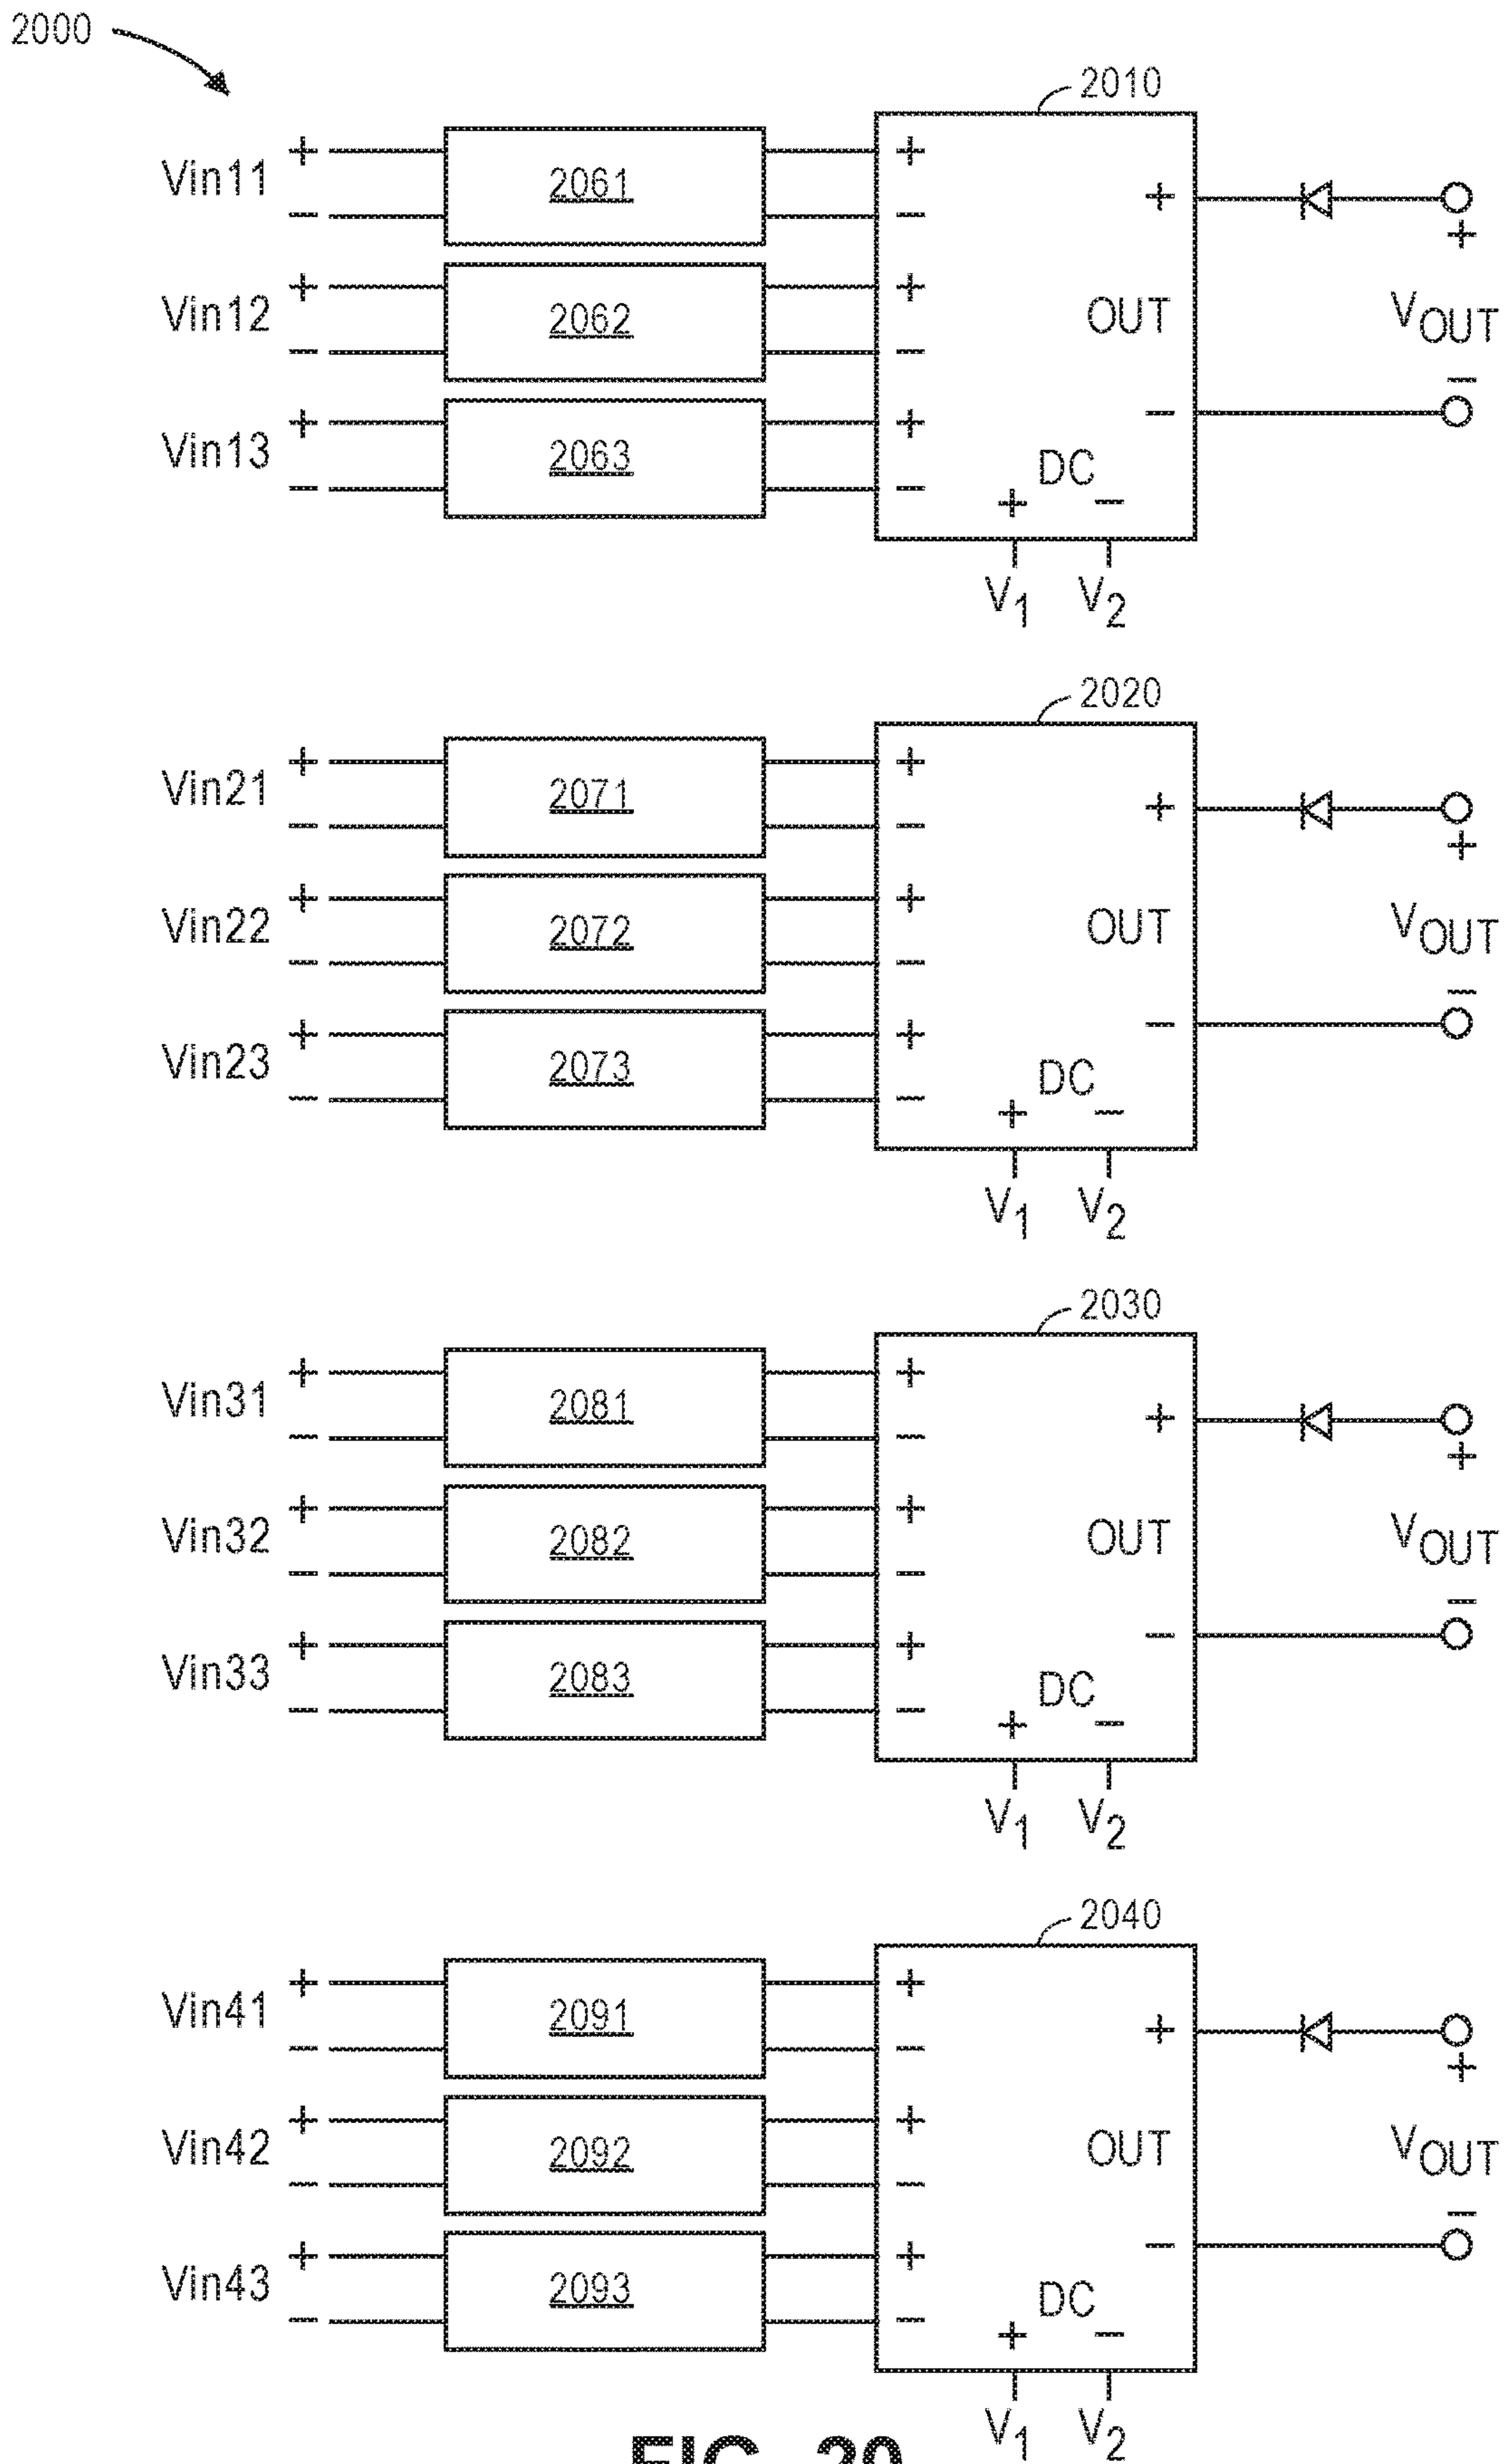 2000
2010
Vin11 + − 2061 + − + +
Vin12 + − 2062 + − OUT VOUT
Vin13 + − 2063 + − − −
+ DC −
V1 V2
2020
Vin21 + − 2071 + − + +
Vin22 + − 2072 + − OUT VOUT
Vin23 + − 2073 + − − −
+ DC −
V1 V2
2030
Vin31 + − 2081 + − + +
Vin32 + − 2082 + − OUT VOUT
Vin33 + − 2083 + − − −
+ DC −
V1 V2
2040
Vin41 + − 2091 + − + +
Vin42 + − 2092 + − OUT VOUT
Vin43 + − 2093 + − − −
+ DC −
V1 V2
FIG. 20